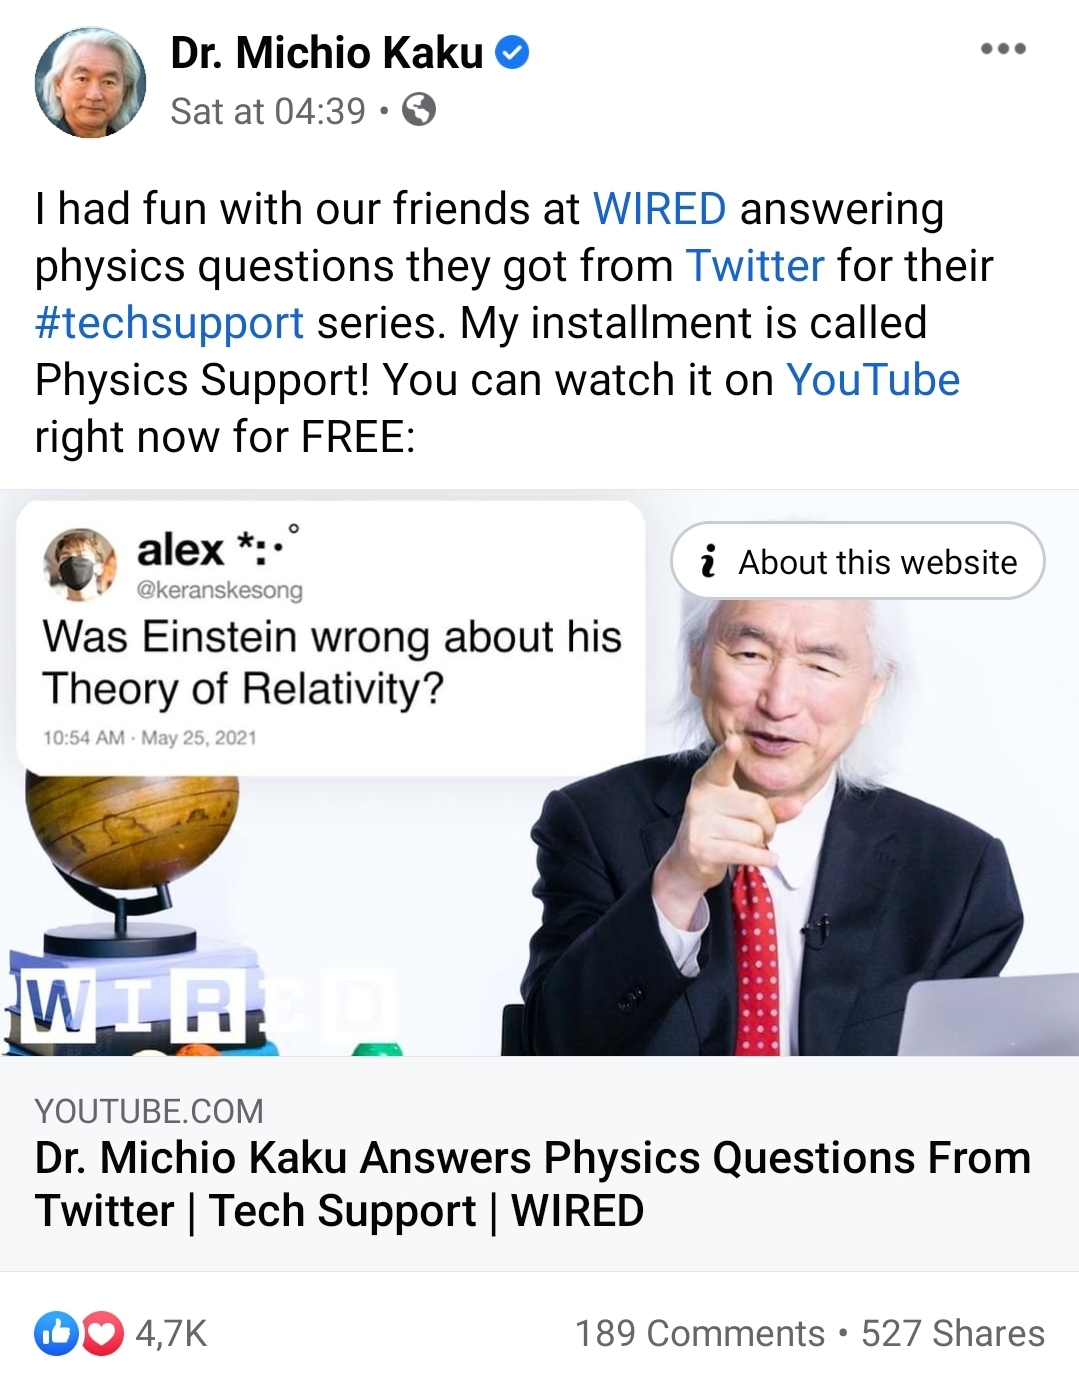 Dr. Michio Kaku
Sat at 04:39 •
I had fun with our friends at WIRED answering
physics questions they got from Twitter for their
#techsupport series. My installment is called
Physics Support! You can watch it on YouTube
right now for FREE:
alex *:･ﾟ
@keranskesong
Was Einstein wrong about his
Theory of Relativity?
10:54 AM · May 25, 2021
i About this website
WIRED
YOUTUBE.COM
Dr. Michio Kaku Answers Physics Questions From
Twitter | Tech Support | WIRED
4,7K
189 Comments • 527 Shares